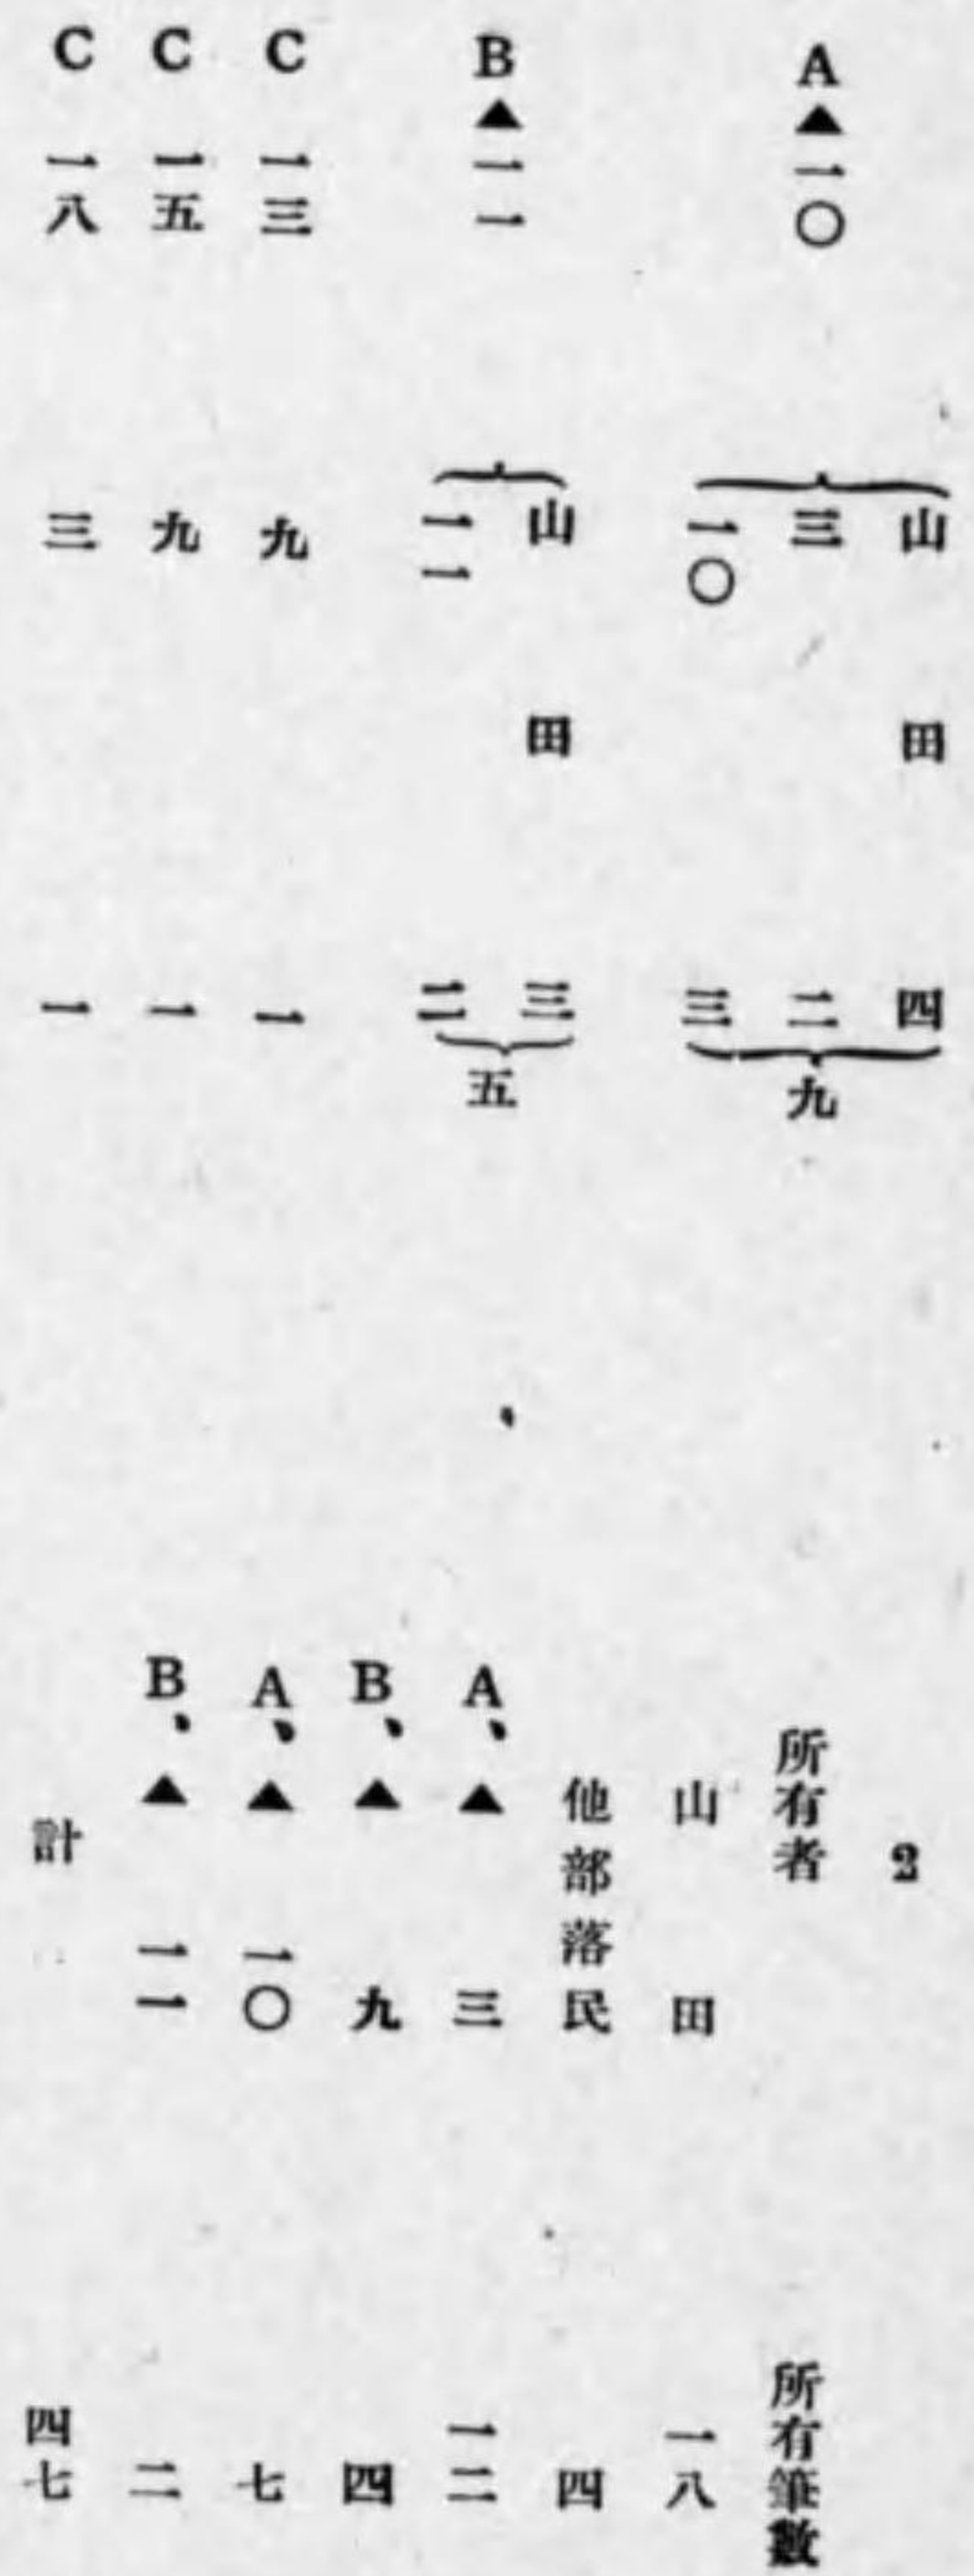 A▲一〇
山田 四
三 二
一〇 三
九
B▲一一
山田 三
一一 二
五
C 一三 九 一
C 一五 九 一
C 一八 三 一
2
所有者 所有筆數
山田 一八
他部落民 四
A、▲ 三 一二
B、▲ 九 四
A、▲ 一〇 七
B、▲ 一一 二
計 四七